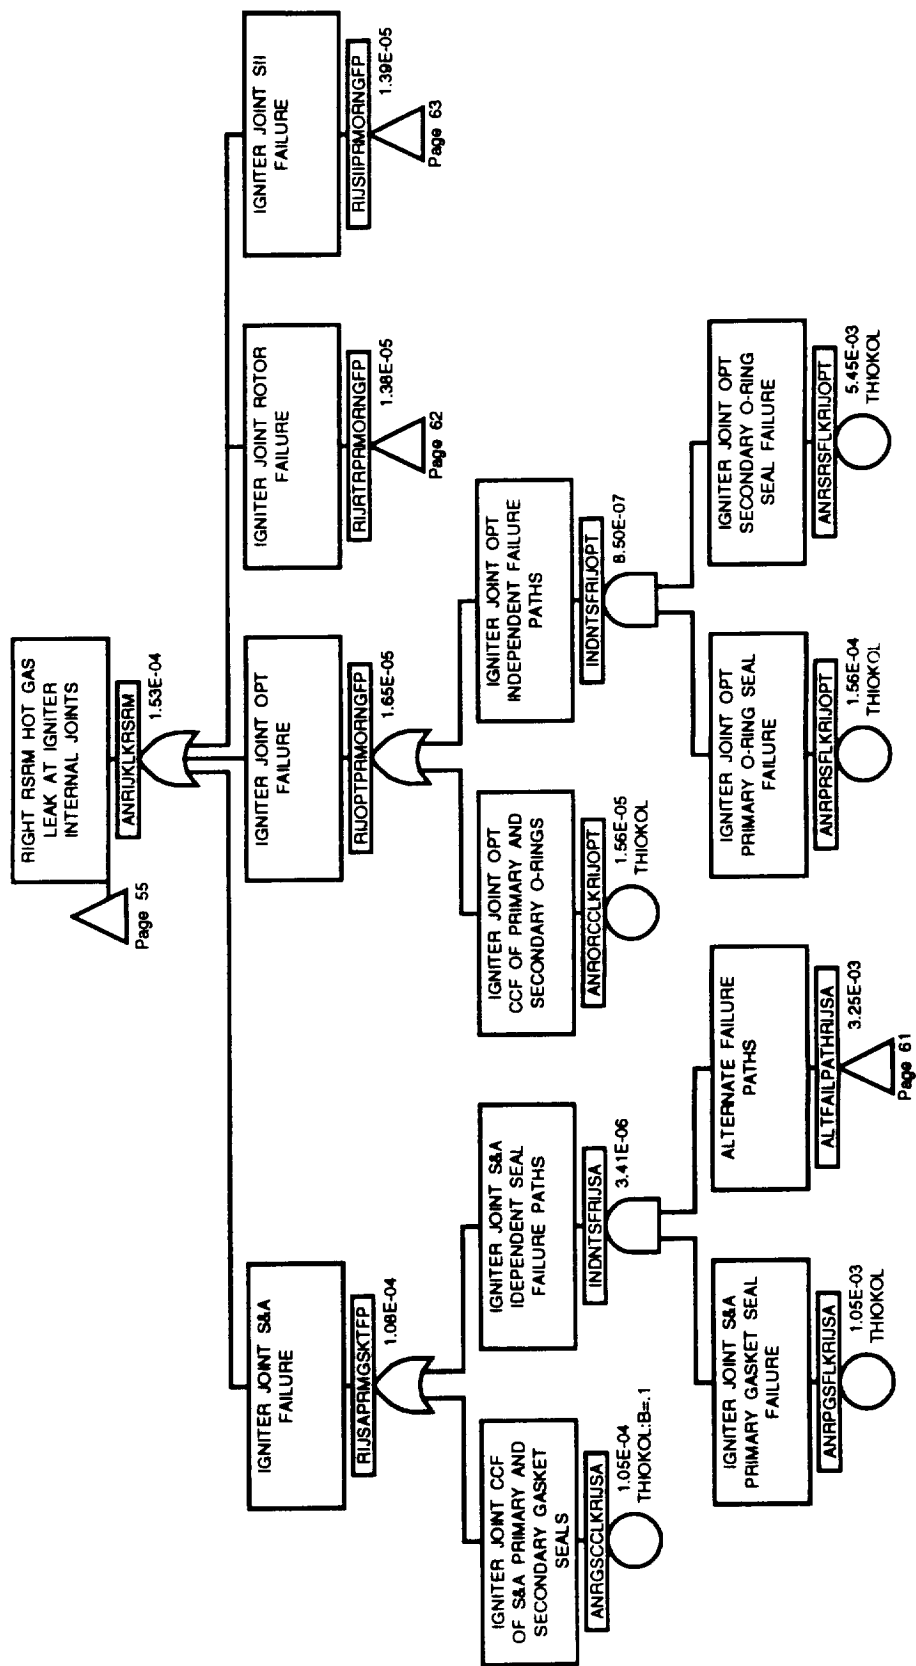 RIGHT RSRM HOT GAS
LEAK AT IGNITER
INTERNAL JOINTS
ANRIJKLKRSRM
1.53E-04
Page 55
IGNITER JOINT S&A
FAILURE
RIJSAPRMGSKTFP
1.08E-04
IGNITER JOINT OPT
FAILURE
RIJOPTPRMORNGFP
1.65E-05
IGNITER JOINT ROTOR
FAILURE
RIJRTRPRMORNGFP
1.38E-05
Page 62
IGNITER JOINT SII
FAILURE
RIJSIIPRMORNGFP
1.39E-05
Page 63
IGNITER JOINT CCF
OF S&A PRIMARY AND
SECONDARY GASKET
SEALS
ANRGSCCLKRIJSA
1.05E-04
THIOKOL:B=.1
IGNITER JOINT S&A
IDEPENDENT SEAL
FAILURE PATHS
INDNTSFRIJSA
3.41E-06
IGNITER JOINT OPT
CCF OF PRIMARY AND
SECONDARY O-RINGS
ANRORCCLKRIJOPT
1.56E-05
THIOKOL
IGNITER JOINT OPT
INDEPENDENT FAILURE
PATHS
INDNTSFRIJOPT
8.50E-07
IGNITER JOINT S&A
PRIMARY GASKET SEAL
FAILURE
ANRPGSFLKRIJSA
1.05E-03
THIOKOL
ALTERNATE FAILURE
PATHS
ALTFAILPATHRIJSA
3.25E-03
Page 61
IGNITER JOINT OPT
PRIMARY O-RING SEAL
FAILURE
ANRPRSFLKRIJOPT
1.56E-04
THIOKOL
IGNITER JOINT OPT
SECONDARY O-RING
SEAL FAILURE
ANRSRSFLKRIJOPT
5.45E-03
THIOKOL